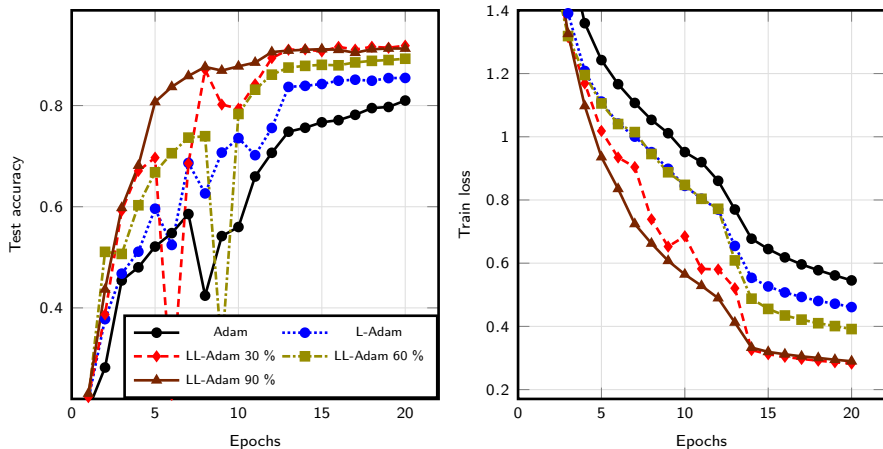 Test accuracy
0.8
0.6
0.4
0
5
10
15
20
Epochs
Adam
L-Adam
LL-Adam 30 %
LL-Adam 60 %
LL-Adam 90 %
Train loss
1.4
1.2
1
0.8
0.6
0.4
0.2
0
5
10
15
20
Epochs